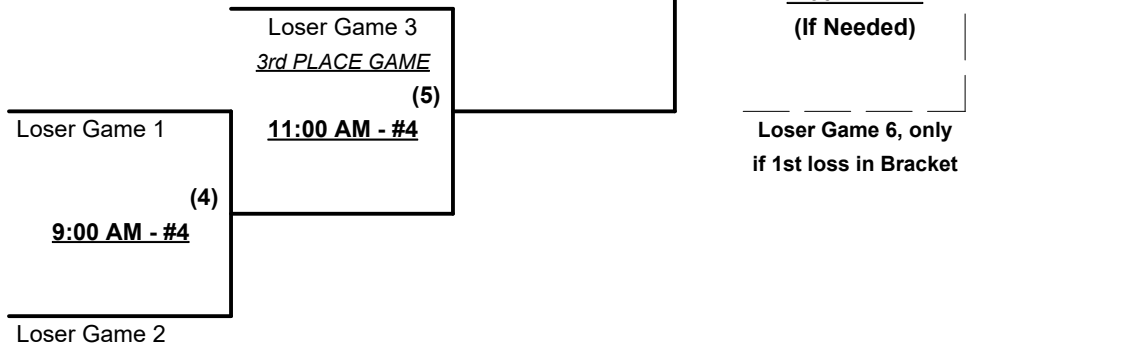 Loser Game 3
(If Needed)
3rd PLACE GAME
(5)
Loser Game 1
11:00 AM - #4
Loser Game 6, only
if 1st loss in Bracket
(4)
9:00 AM - #4
Loser Game 2